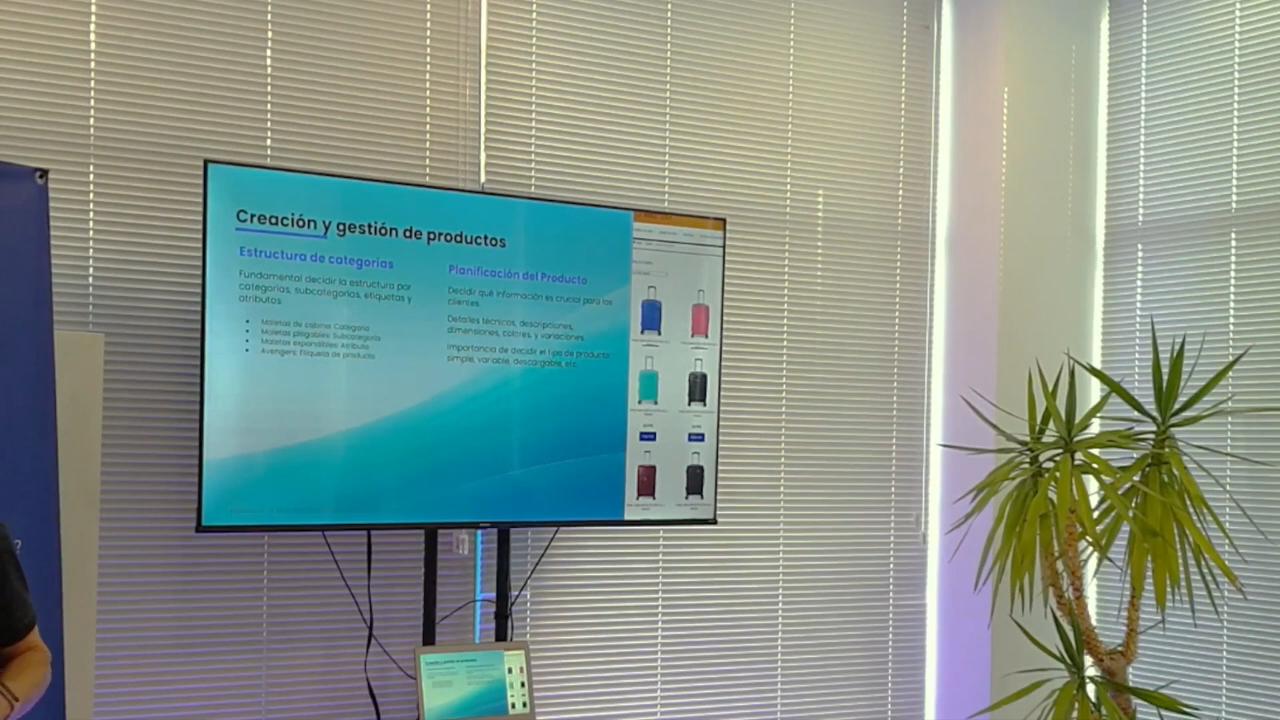 Creación y gestión de productos
Estructura de categorías
Fundamental decidir la estructura por
categorías, subcategorías, etiquetas y
atributos
Maletas de cabina: Categoría
Maletas plegables: Subcategoría
Maletas expandibles: Atributo
Avengers: Etiqueta de producto
Planificación del Producto
Decidir qué información es crucial para los
clientes.
Detalles técnicos, descripciones,
dimensiones, colores, y variaciones.
Importancia de decidir el tipo de producto:
simple, variable, descargable, etc.
?